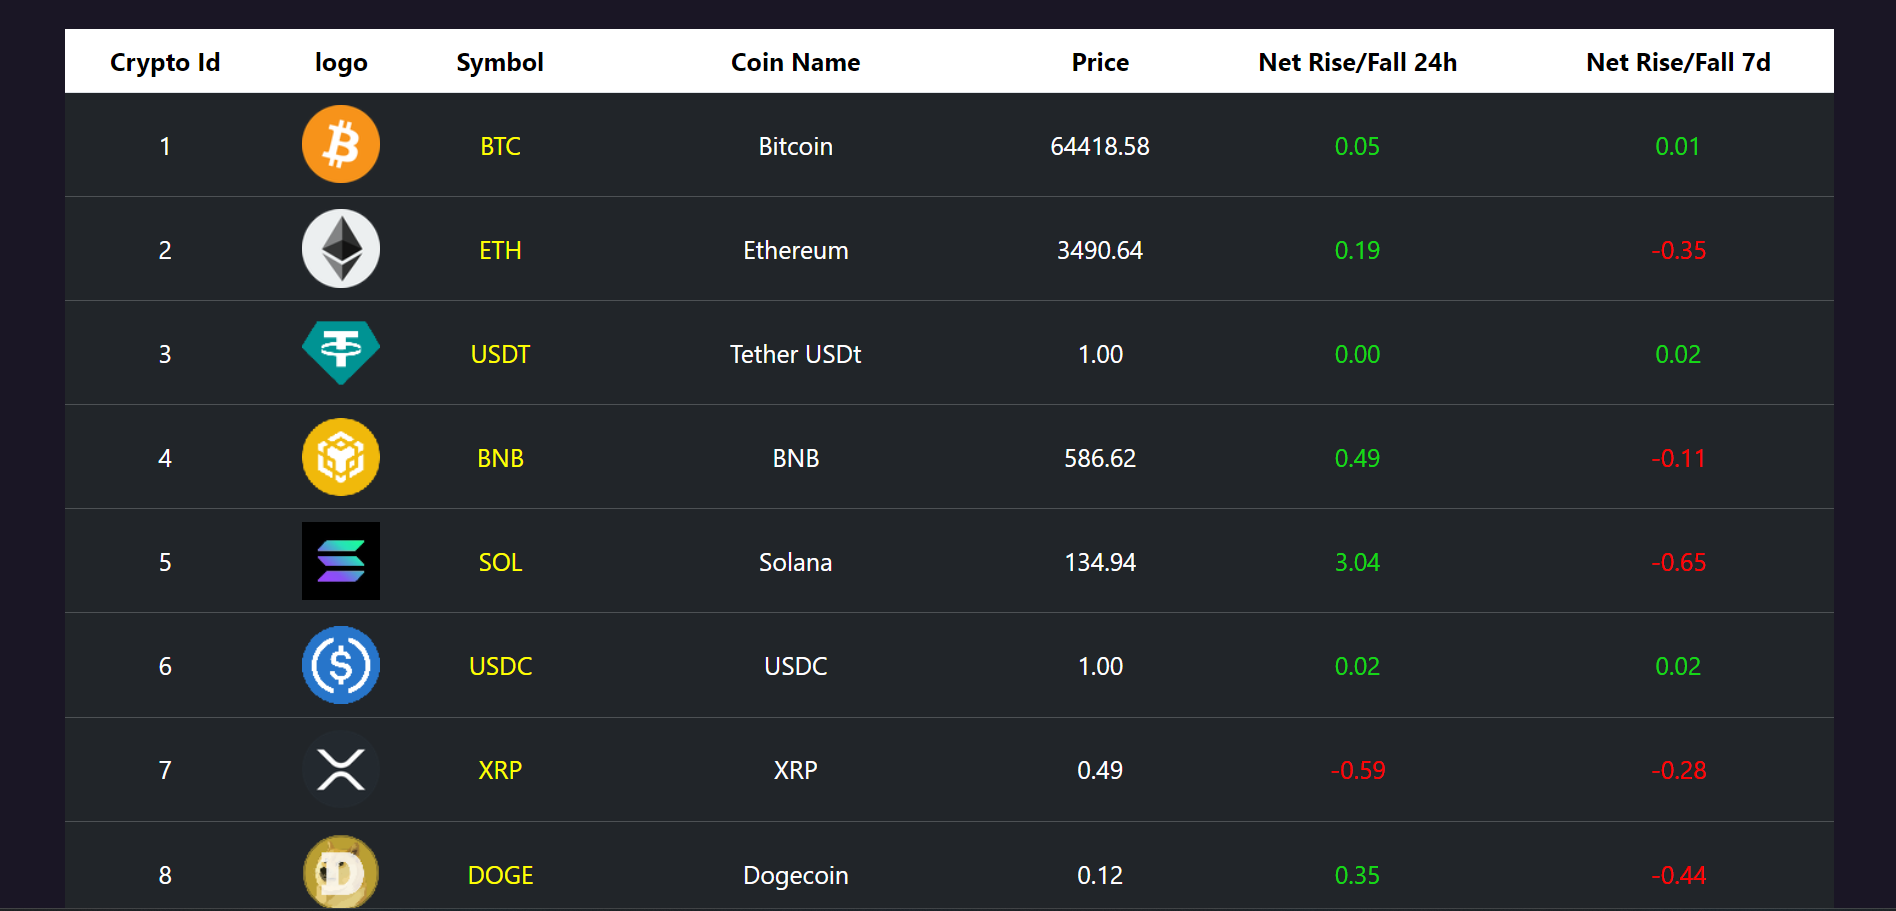 Crypto Id logo Symbol Coin Name Price Net Rise/Fall 24h Net Rise/Fall 7d
1 BTC Bitcoin 64418.58 0.05 0.01
2 ETH Ethereum 3490.64 0.19 -0.35
3 USDT Tether USDt 1.00 0.00 0.02
4 BNB BNB 586.62 0.49 -0.11
5 SOL Solana 134.94 3.04 -0.65
6 USDC USDC 1.00 0.02 0.02
7 XRP XRP 0.49 -0.59 -0.28
8 DOGE Dogecoin 0.12 0.35 -0.44